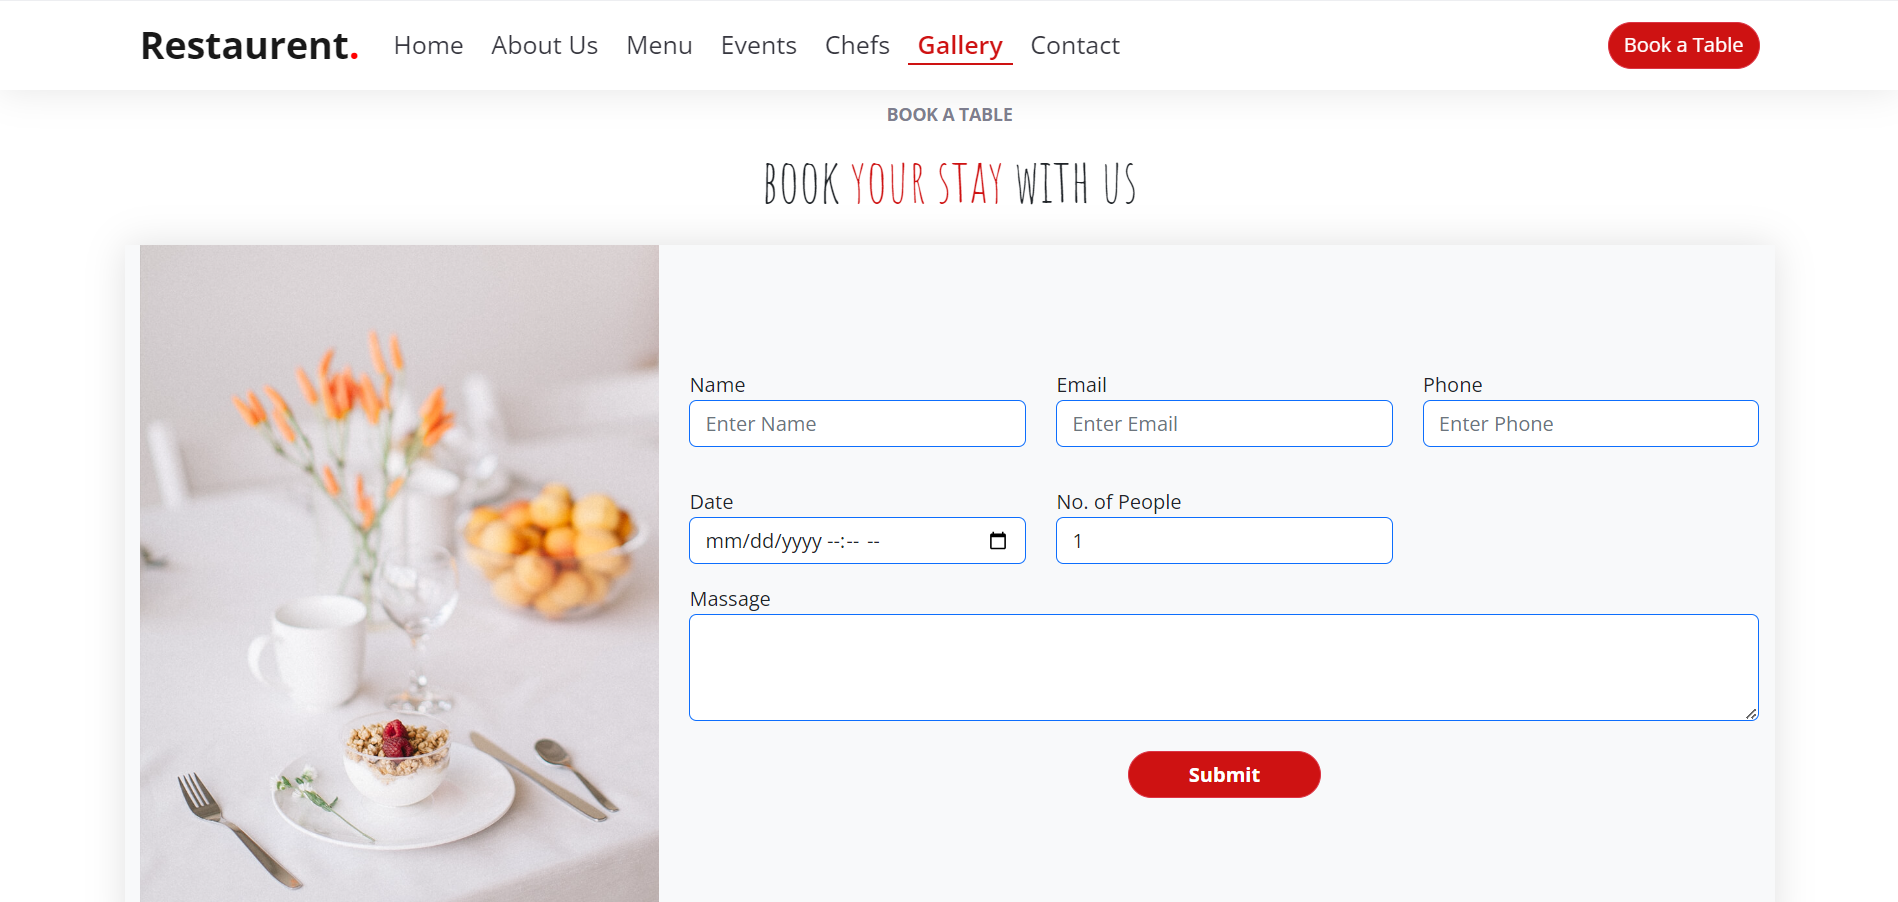 Restaurent. Home About Us Menu Events Chefs Gallery Contact Book a Table
BOOK A TABLE
BOOK YOUR STAY WITH US
Name Email Phone
Enter Name Enter Email Enter Phone
Date No. of People
mm/dd/yyyy --:-- -- 1
Massage
Submit